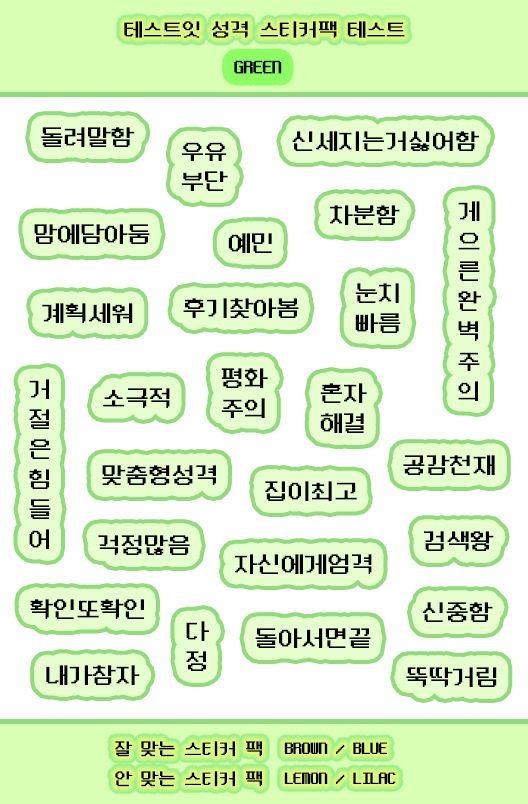 테스트잇 성격 스티커팩 테스트
GREEN
돌려말함
우유
부단
신세지는거싫어함
맘에담아둠
예민
차분함
게
으
른
완
벽
주
의
계획세워
후기찾아봄
눈치
빠름
거
절
은
힘
들
어
소극적
평화
주의
혼자
해결
맞춤형성격
집이최고
공감천재
걱정많음
자신에게엄격
검색왕
확인또확인
다
정
돌아서면끝
신중함
내가참자
뚝딱거림
잘 맞는 스티커 팩 BROWN / BLUE
안 맞는 스티커 팩 LEMON / LILAC